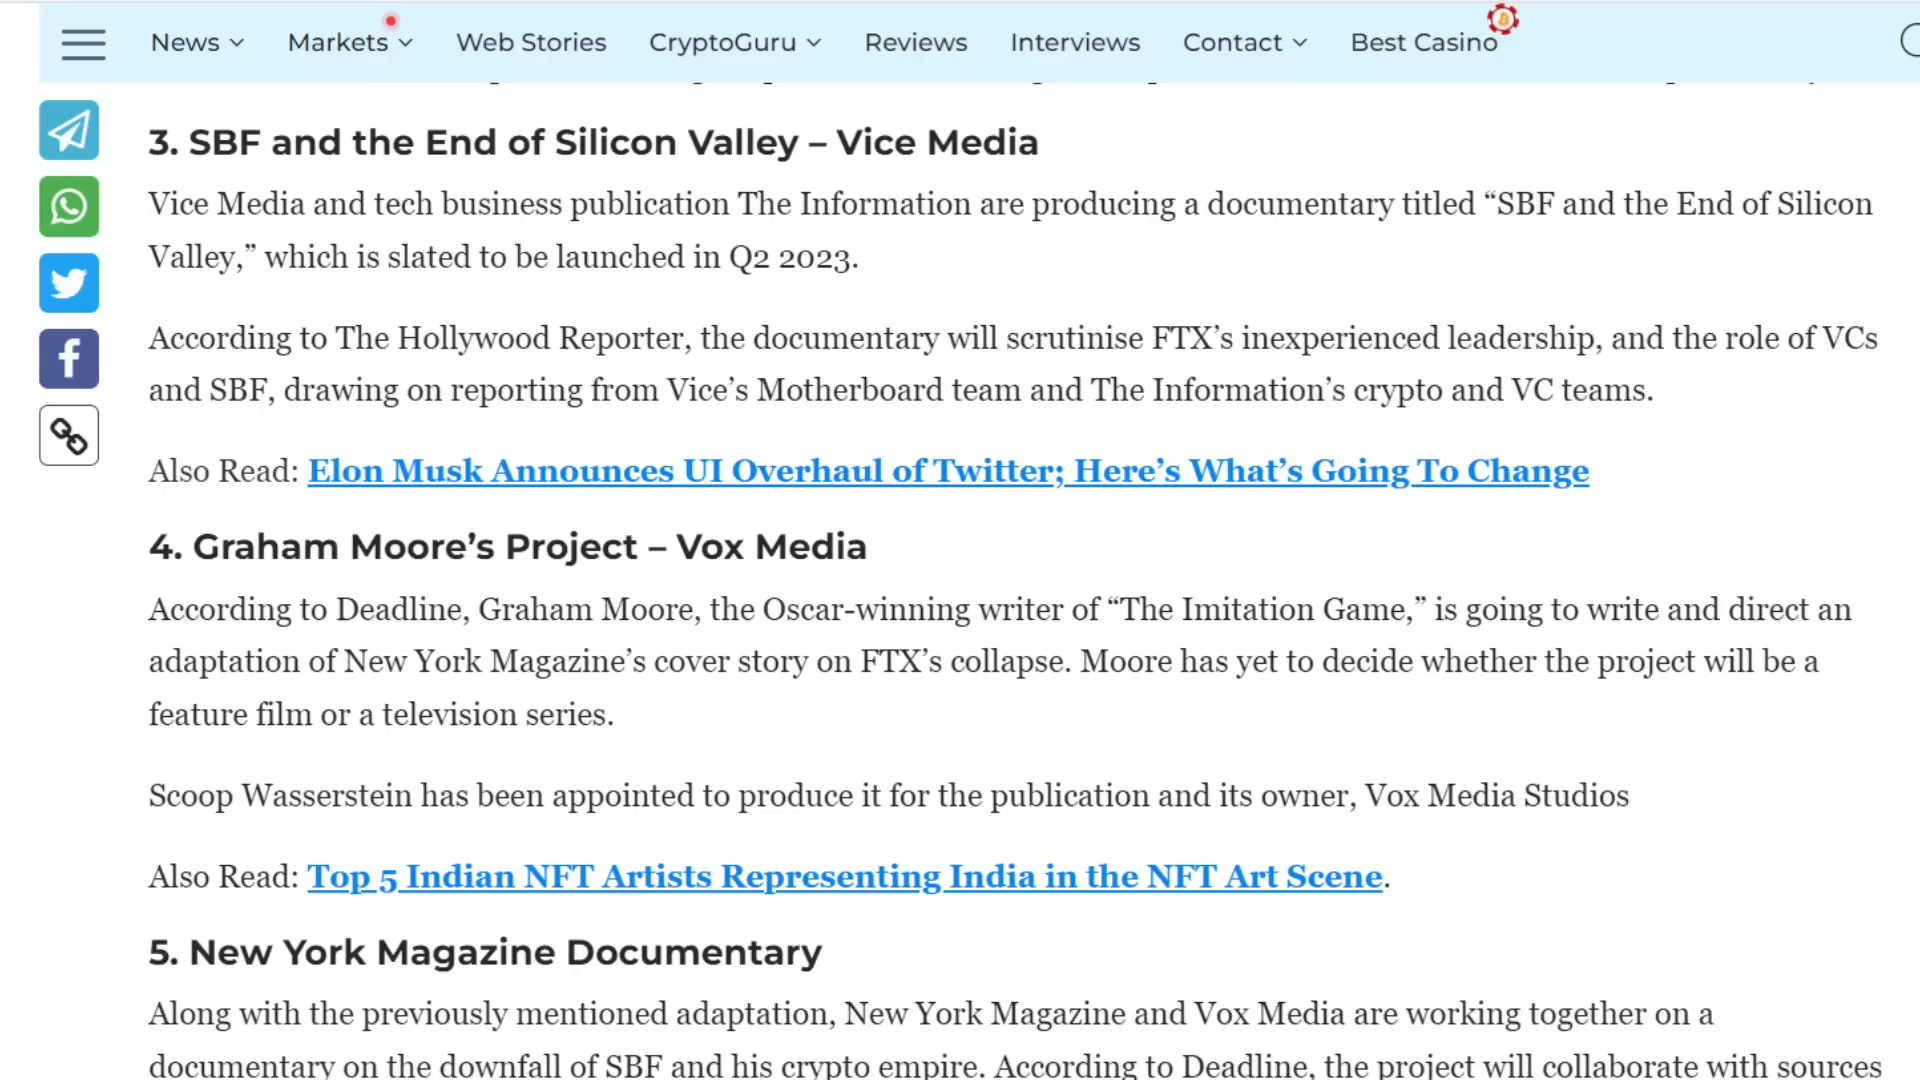 News Markets Web Stories CryptoGuru Reviews Interviews Contact Best Casino
3. SBF and the End of Silicon Valley – Vice Media
Vice Media and tech business publication The Information are producing a documentary titled “SBF and the End of Silicon
Valley,” which is slated to be launched in Q2 2023.
According to The Hollywood Reporter, the documentary will scrutinise FTX’s inexperienced leadership, and the role of VCs
and SBF, drawing on reporting from Vice’s Motherboard team and The Information’s crypto and VC teams.
Also Read: Elon Musk Announces UI Overhaul of Twitter; Here’s What’s Going To Change
4. Graham Moore’s Project – Vox Media
According to Deadline, Graham Moore, the Oscar-winning writer of “The Imitation Game,” is going to write and direct an
adaptation of New York Magazine’s cover story on FTX’s collapse. Moore has yet to decide whether the project will be a
feature film or a television series.
Scoop Wasserstein has been appointed to produce it for the publication and its owner, Vox Media Studios
Also Read: Top 5 Indian NFT Artists Representing India in the NFT Art Scene.
5. New York Magazine Documentary
Along with the previously mentioned adaptation, New York Magazine and Vox Media are working together on a
documentary on the downfall of SBF and his crypto empire. According to Deadline, the project will collaborate with sources